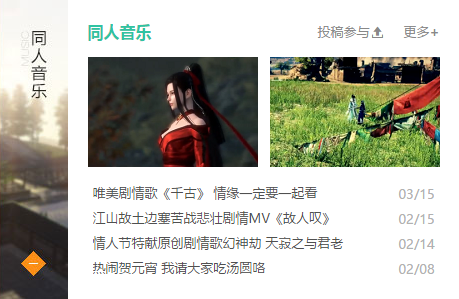 同人音乐
MUSIC
同人音乐
投稿参与
更多+
唯美剧情歌《千古》 情缘一定要一起看 03/15
江山故土边塞苦战悲壮剧情MV《故人叹》 02/15
情人节特献原创剧情歌幻神劫 天寂之与君老 02/14
热闹贺元宵 我请大家吃汤圆咯 02/08